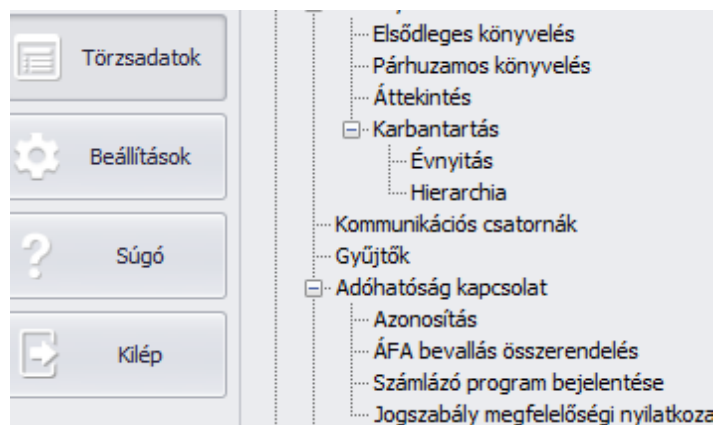 Törzsadatok
Beállítások
Súgó
Kilép
Elsődleges könyvelés
Párhuzamos könyvelés
Áttekintés
Karbantartás
Évnyitás
Hierarchia
Kommunikációs csatornák
Gyűjtők
Adóhatóság kapcsolat
Azonosítás
ÁFA bevallás összerendelés
Számlázó program bejelentése
Jogszabály megfelelőségi nyilatkoza